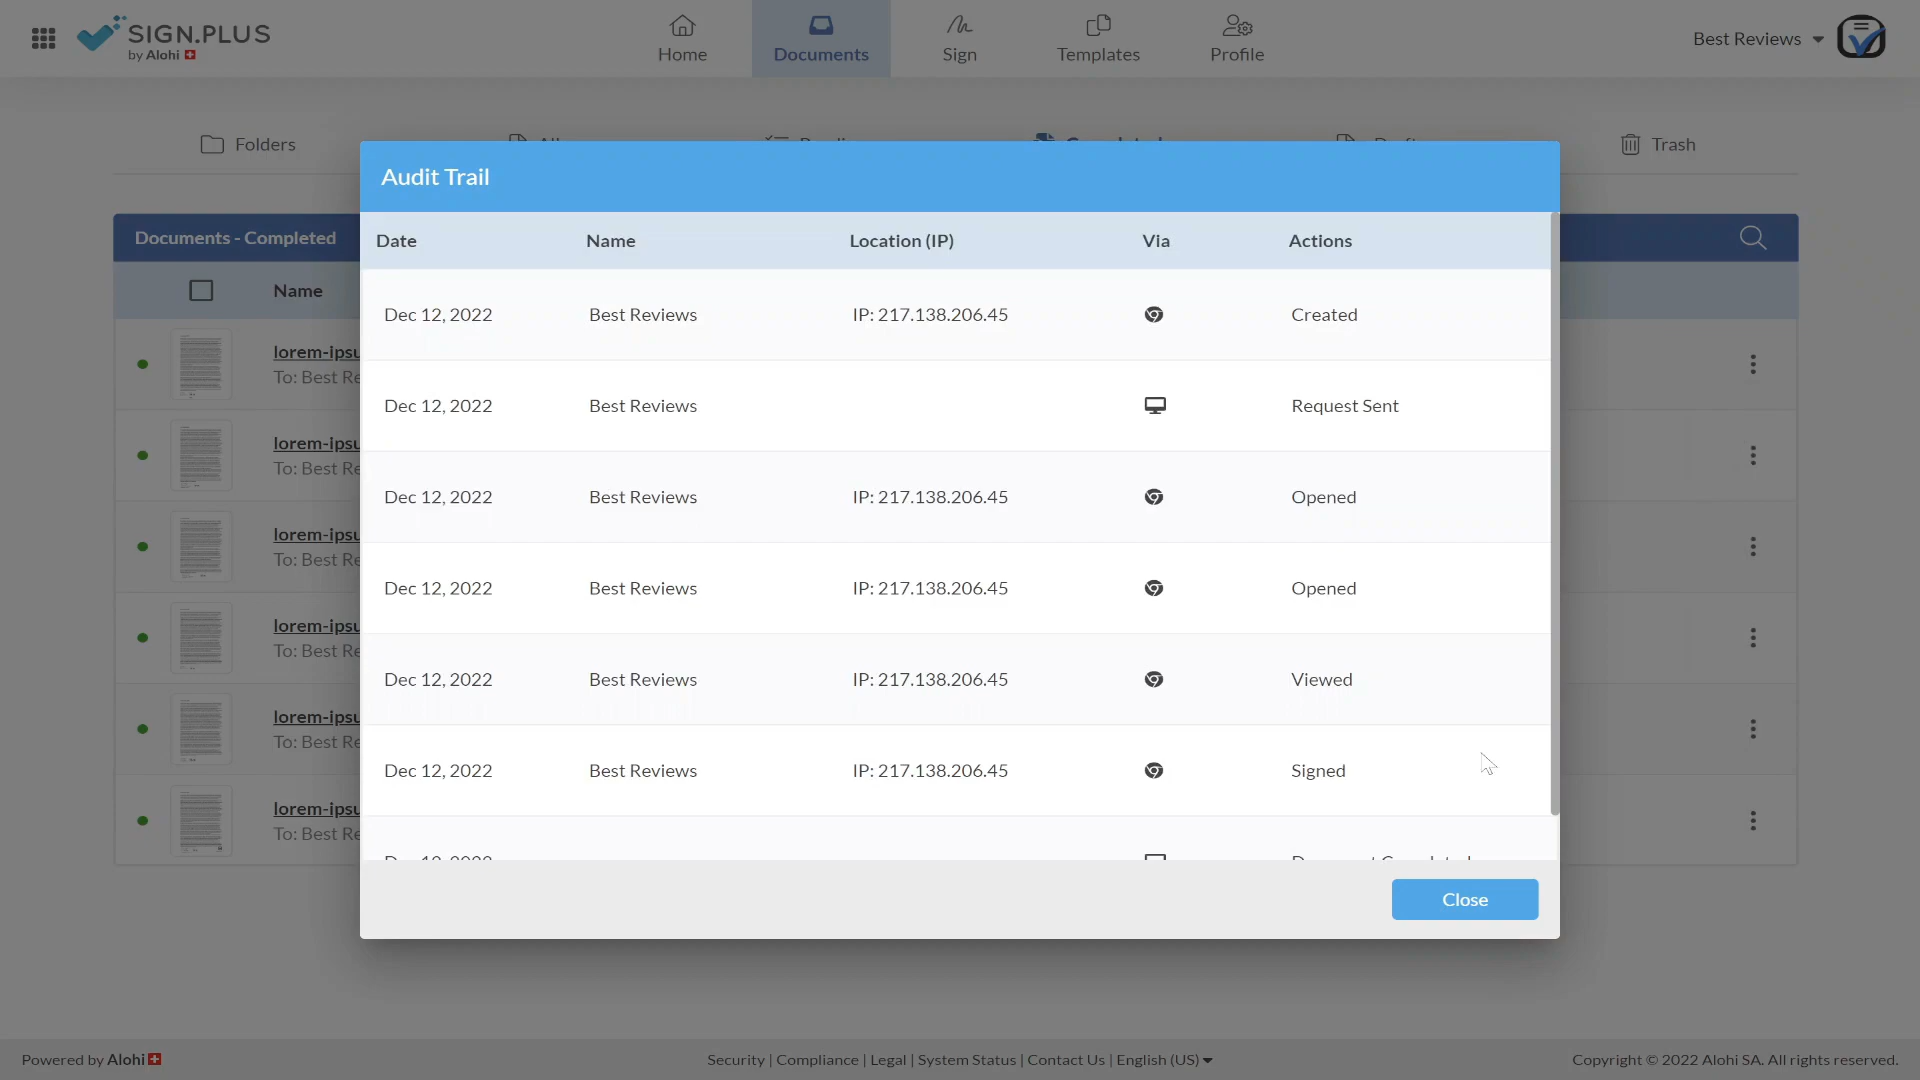 SIGN.PLUS
by Alohi
Home
Documents
Sign
Templates
Profile
Best Reviews
Folders
Trash
Audit Trail
Documents - Completed
Date Name Location (IP) Via Actions
Name
Dec 12, 2022 Best Reviews IP: 217.138.206.45 Created
lorem-ipsu
To: Best Re
Dec 12, 2022 Best Reviews Request Sent
lorem-ipsu
To: Best Re
Dec 12, 2022 Best Reviews IP: 217.138.206.45 Opened
lorem-ipsu
To: Best Re
Dec 12, 2022 Best Reviews IP: 217.138.206.45 Opened
lorem-ipsu
To: Best Re
Dec 12, 2022 Best Reviews IP: 217.138.206.45 Viewed
lorem-ipsu
To: Best Re
Dec 12, 2022 Best Reviews IP: 217.138.206.45 Signed
lorem-ipsu
To: Best Re
Close
Powered by Alohi
Security | Compliance | Legal | System Status | Contact Us | English (US)
Copyright © 2022 Alohi SA. All rights reserved.